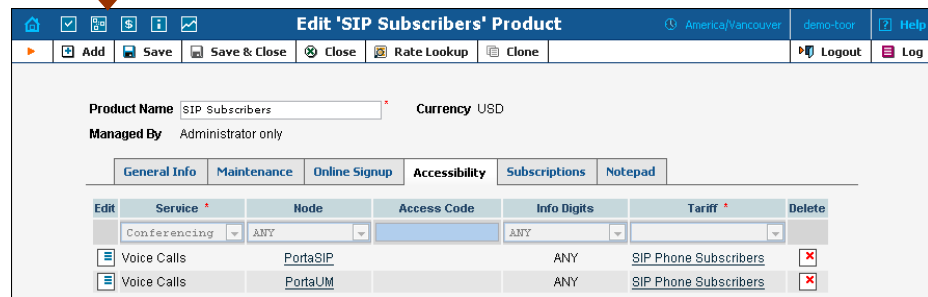 Edit 'SIP Subscribers' Product America/Vancouver demo-toor ? Help
Add Save Save & Close Close Rate Lookup Clone Logout Log
Product Name SIP Subscribers * Currency USD
Managed By Administrator only
General Info Maintenance Online Signup Accessibility Subscriptions Notepad
Edit Service * Node Access Code Info Digits Tariff * Delete
Conferencing ANY ANY
Voice Calls PortaSIP ANY SIP Phone Subscribers
Voice Calls PortaUM ANY SIP Phone Subscribers